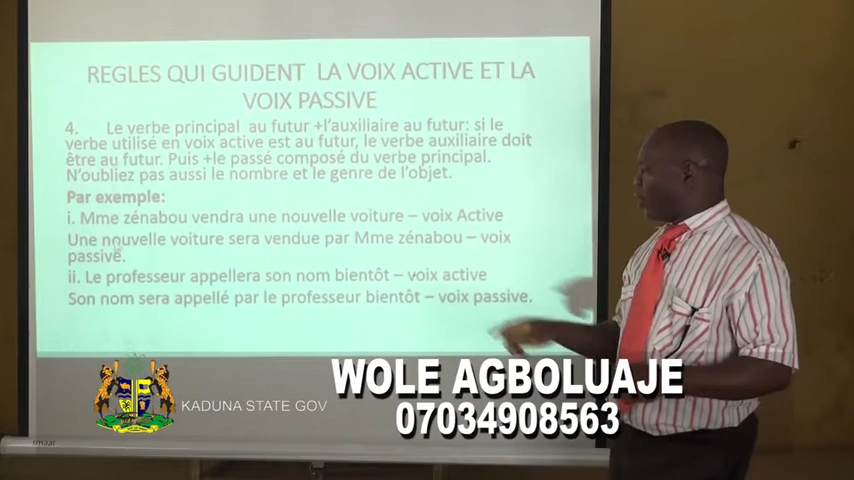 REGLES QUI GUIDENT LA VOIX ACTIVE ET LA
VOIX PASSIVE
4. Le verbe principal au futur +l'auxiliaire au futur: si le
verbe utilisé en voix active est au futur, le verbe auxiliaire doit
être au futur. Puis +le passé composé du verbe principal.
N'oubliez pas aussi le nombre et le genre de l'objet.
Par exemple:
i. Mme zénabou vendra une nouvelle voiture – voix Active
Une nouvelle voiture sera vendue par Mme zénabou – voix
passive.
ii. Le professeur appellera son nom bientôt – voix active
Son nom sera appellé par le professeur bientôt – voix passive.
WOLE AGBOLUAJE
KADUNA STATE GOV
07034908563
smaat